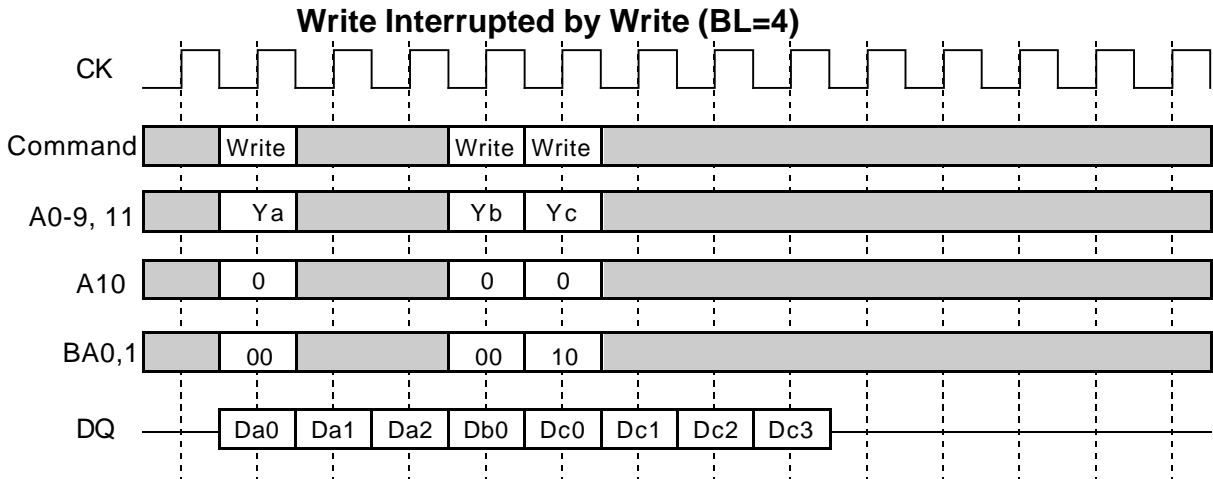 Write Interrupted by Write (BL=4)
CK
Command Write Write Write
A0-9, 11 Ya Yb Yc
A10 0 0 0
BA0,1 00 00 10
DQ Da0 Da1 Da2 Db0 Dc0 Dc1 Dc2 Dc3